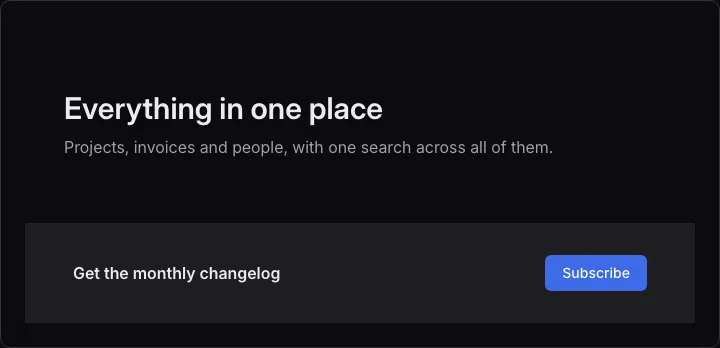 Everything in one place
Projects, invoices and people, with one search across all of them.
Get the monthly changelog
Subscribe